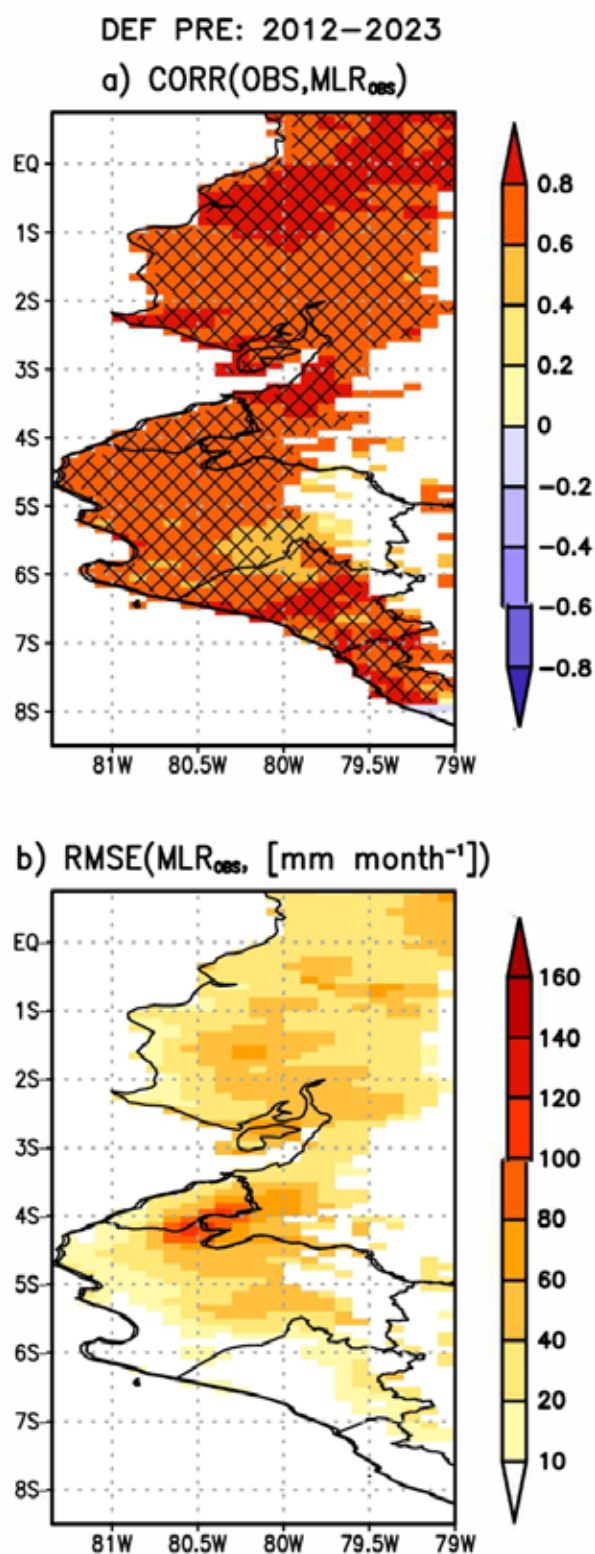 DEF PRE: 2012–2023
a) CORR(OBS,MLR_OBS)
EQ
1S
2S
3S
4S
5S
6S
7S
8S
81W 80.5W 80W 79.5W 79W
0.8
0.6
0.4
0.2
0
−0.2
−0.4
−0.6
−0.8
b) RMSE(MLR_OBS, [mm month⁻¹])
EQ
1S
2S
3S
4S
5S
6S
7S
8S
81W 80.5W 80W 79.5W 79W
160
140
120
100
80
60
40
20
10